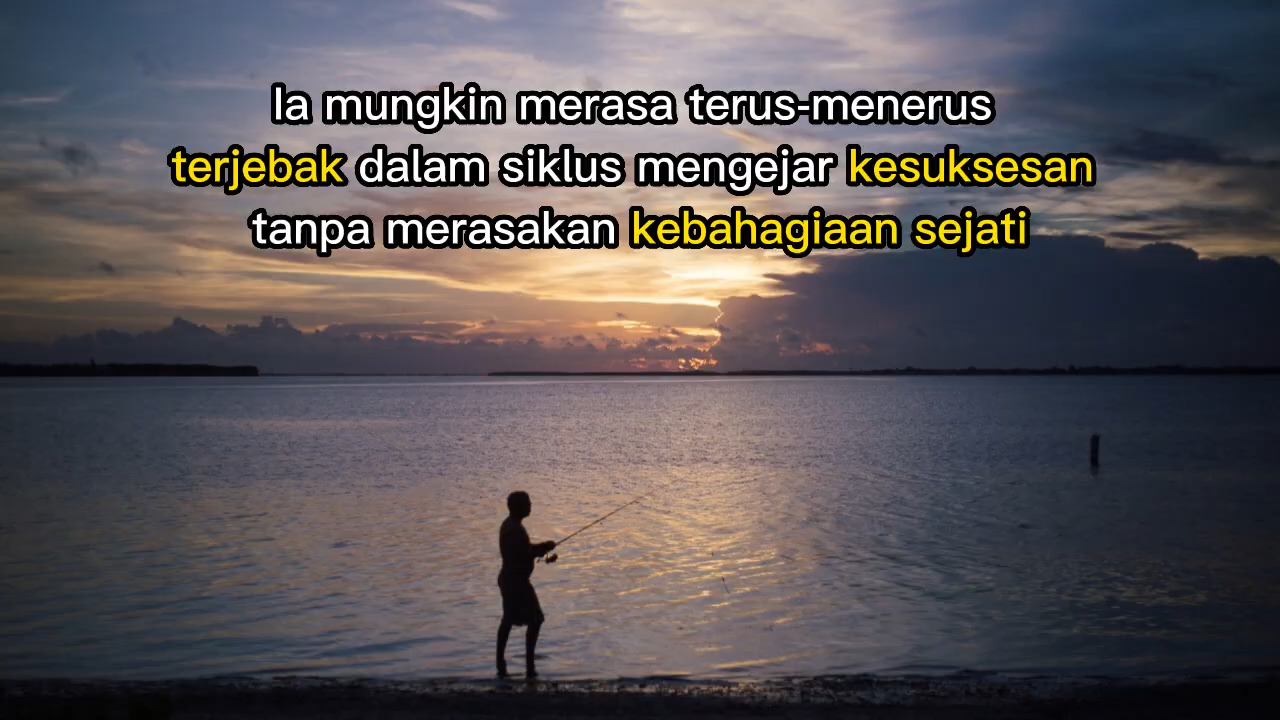 Ia mungkin merasa terus-menerus
terjebak dalam siklus mengejar kesuksesan
tanpa merasakan kebahagiaan sejati